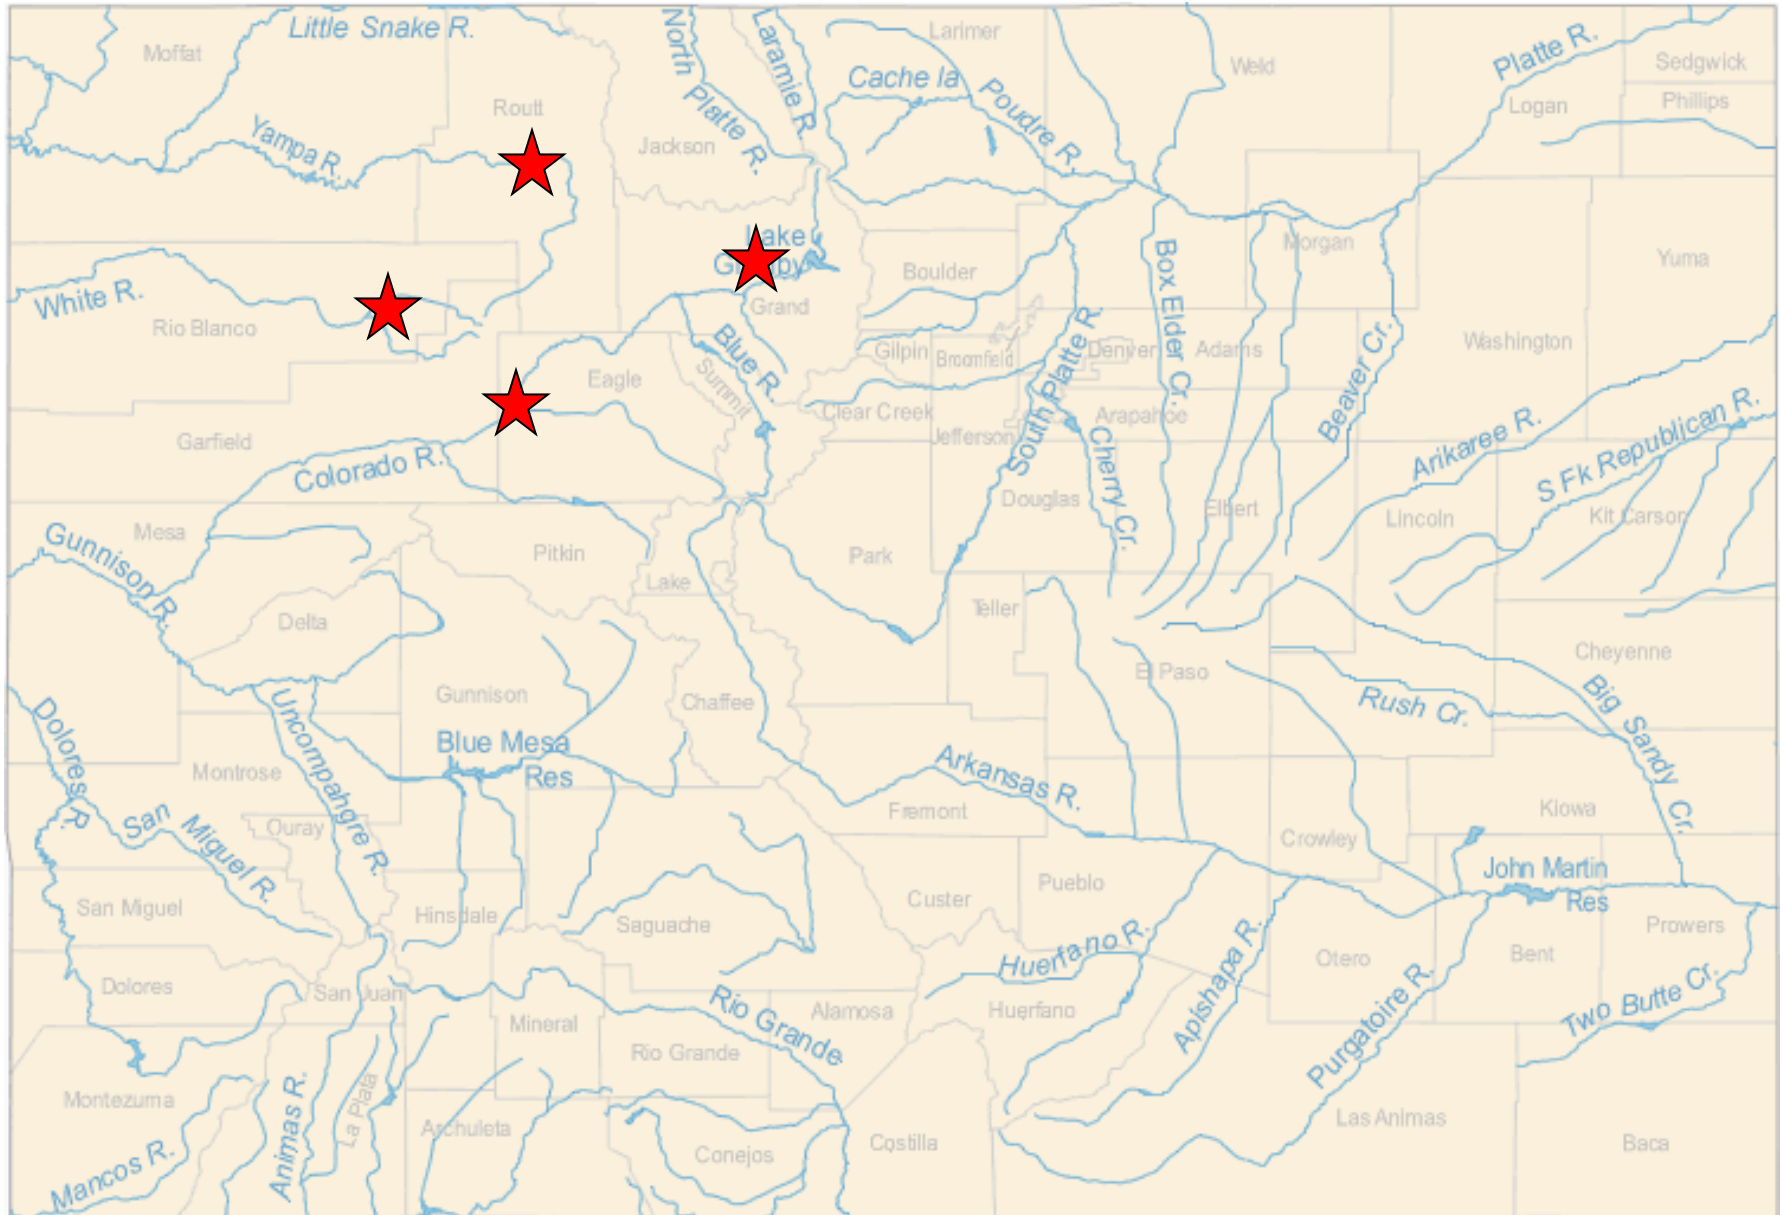 Little Snake R.
Moffat
Routt
Yampa R.
North Platte R.
Laramie R.
Jackson
Larimer
Cache la Poudre R.
Weld
Platte R.
Logan
Sedgwick
Phillips
White R.
Rio Blanco
Lake
Grand
Blue R.
Boulder
Gilpin
Broomfield
Denver
Adams
Box Elder Cr.
Morgan
Beaver Cr.
Washington
Yuma
Eagle
Summit
Clear Creek
Jefferson
South Platte R.
Arapahoe
Cherry Cr.
Arikaree R.
S Fk Republican R.
Garfield
Colorado R.
Douglas
Elbert
Lincoln
Kit Carson
Mesa
Gunnison R.
Pitkin
Lake
Park
Teller
Delta
El Paso
Cheyenne
Gunnison
Chaffee
Rush Cr.
Big Sandy Cr.
Dolores R.
Uncompahgre R.
Blue Mesa
Res
Montrose
Arkansas R.
Fremont
Kiowa
San Miguel R.
Ouray
Crowley
John Martin
Res
San Miguel
Hinsdale
Saguache
Custer
Pueblo
Prowers
Huerfano R.
Apishapa R.
Otero
Bent
Purgatoire R.
Two Butte Cr.
Dolores
San Juan
Mineral
Rio Grande
Alamosa
Huerfano
Rio Grande
Montezuma
La Plata
Animas R.
Mancos R.
Archuleta
Conejos
Costilla
Las Animas
Baca